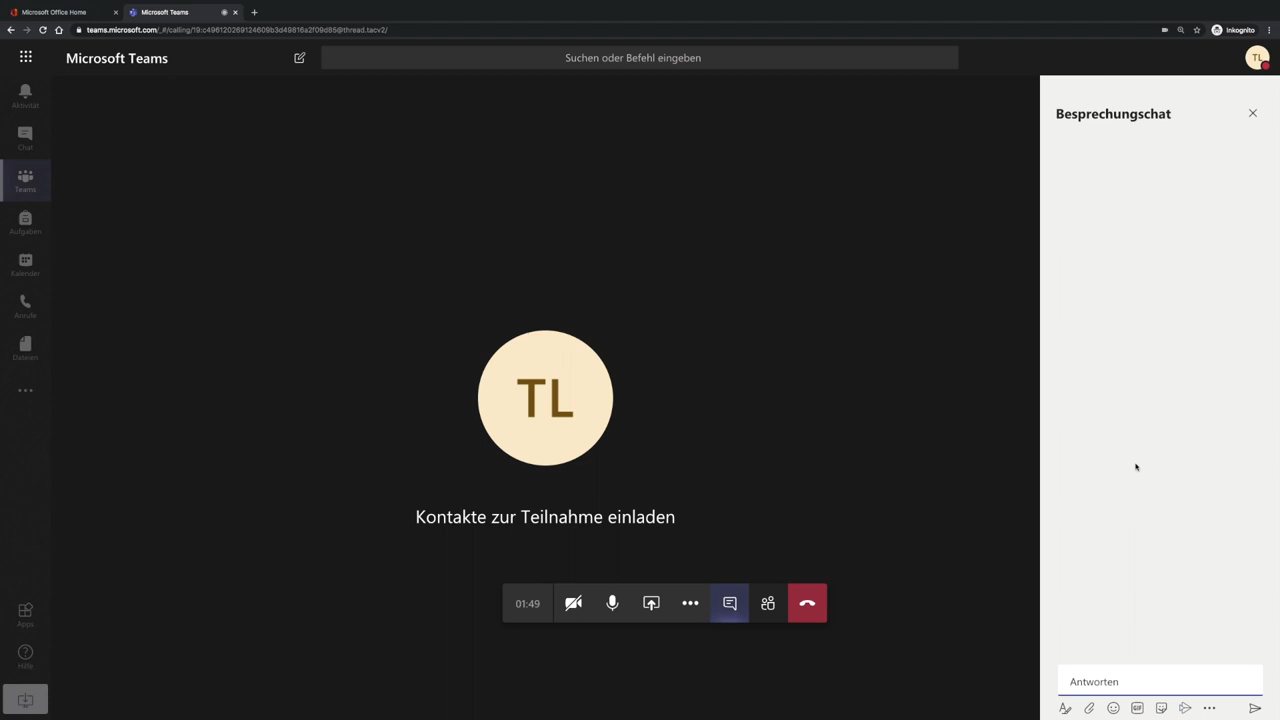 Microsoft Office Home
Microsoft Teams
teams.microsoft.com/_#/calling/19:c496120269124609b3d49816a2f09d85@thread.tacv2/
Inkognito
Microsoft Teams
Suchen oder Befehl eingeben
TL
Aktivität
Chat
Teams
Aufgaben
Kalender
Anrufe
Dateien
Apps
Hilfe
TL
Kontakte zur Teilnahme einladen
01:49
Besprechungschat
Antworten
GIF